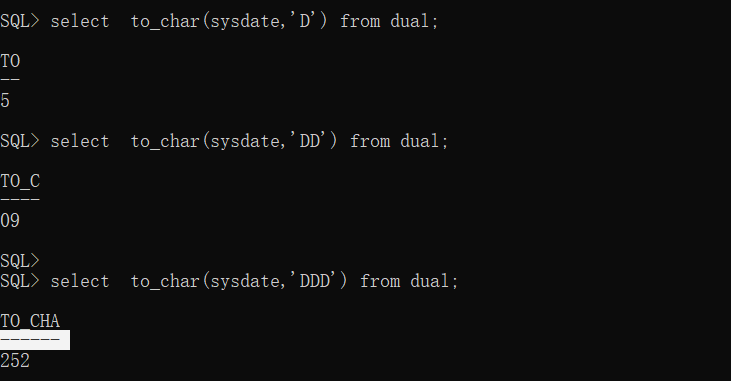 SQL> select  to_char(sysdate,'D') from dual;
TO
--
5
SQL> select  to_char(sysdate,'DD') from dual;
TO_C
----
09
SQL>
SQL> select  to_char(sysdate,'DDD') from dual;
TO_CHA
------
252